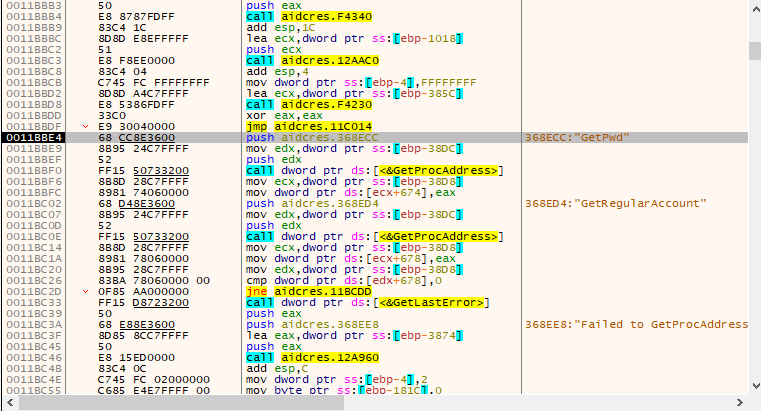 0011BBB3 50 push eax
0011BBB4 E8 8787FDFF call aidcres.F4340
0011BBB9 83C4 1C add esp,1C
0011BBBC 8D8D E8EFFFFF lea ecx,dword ptr ss:[ebp-1018]
0011BBC2 51 push ecx
0011BBC3 E8 F8EE0000 call aidcres.12AAC0
0011BBC8 83C4 04 add esp,4
0011BBCB C745 FC FFFFFFFF mov dword ptr ss:[ebp-4],FFFFFFFF
0011BBD2 8D8D A4C7FFFF lea ecx,dword ptr ss:[ebp-385C]
0011BBD8 E8 5386FDFF call aidcres.F4230
0011BBDD 33C0 xor eax,eax
0011BBDF E9 30040000 jmp aidcres.11C014
0011BBE4 68 CC8E3600 push aidcres.368ECC 368ECC:"GetPwd"
0011BBE9 8B95 24C7FFFF mov edx,dword ptr ss:[ebp-38DC]
0011BBEF 52 push edx
0011BBF0 FF15 50733200 call dword ptr ds:[<&GetProcAddress>]
0011BBF6 8B8D 28C7FFFF mov ecx,dword ptr ss:[ebp-38D8]
0011BBFC 8981 74060000 mov dword ptr ds:[ecx+674],eax
0011BC02 68 D48E3600 push aidcres.368ED4 368ED4:"GetRegularAccount"
0011BC07 8B95 24C7FFFF mov edx,dword ptr ss:[ebp-38DC]
0011BC0D 52 push edx
0011BC0E FF15 50733200 call dword ptr ds:[<&GetProcAddress>]
0011BC14 8B8D 28C7FFFF mov ecx,dword ptr ss:[ebp-38D8]
0011BC1A 8981 78060000 mov dword ptr ds:[ecx+678],eax
0011BC20 8B95 28C7FFFF mov edx,dword ptr ss:[ebp-38D8]
0011BC26 83BA 78060000 00 cmp dword ptr ds:[edx+678],0
0011BC2D 0F85 AA000000 jne aidcres.11BCDD
0011BC33 FF15 D8723200 call dword ptr ds:[<&GetLastError>]
0011BC39 50 push eax
0011BC3A 68 E88E3600 push aidcres.368EE8 368EE8:"Failed to GetProcAddress
0011BC3F 8D85 8CC7FFFF lea eax,dword ptr ss:[ebp-3874]
0011BC45 50 push eax
0011BC46 E8 15ED0000 call aidcres.12A960
0011BC4B 83C4 0C add esp,C
0011BC4E C745 FC 02000000 mov dword ptr ss:[ebp-4],2
0011BC55 C685 E4E7FFFF 00 mov byte ptr ss:[ebp-181C],0